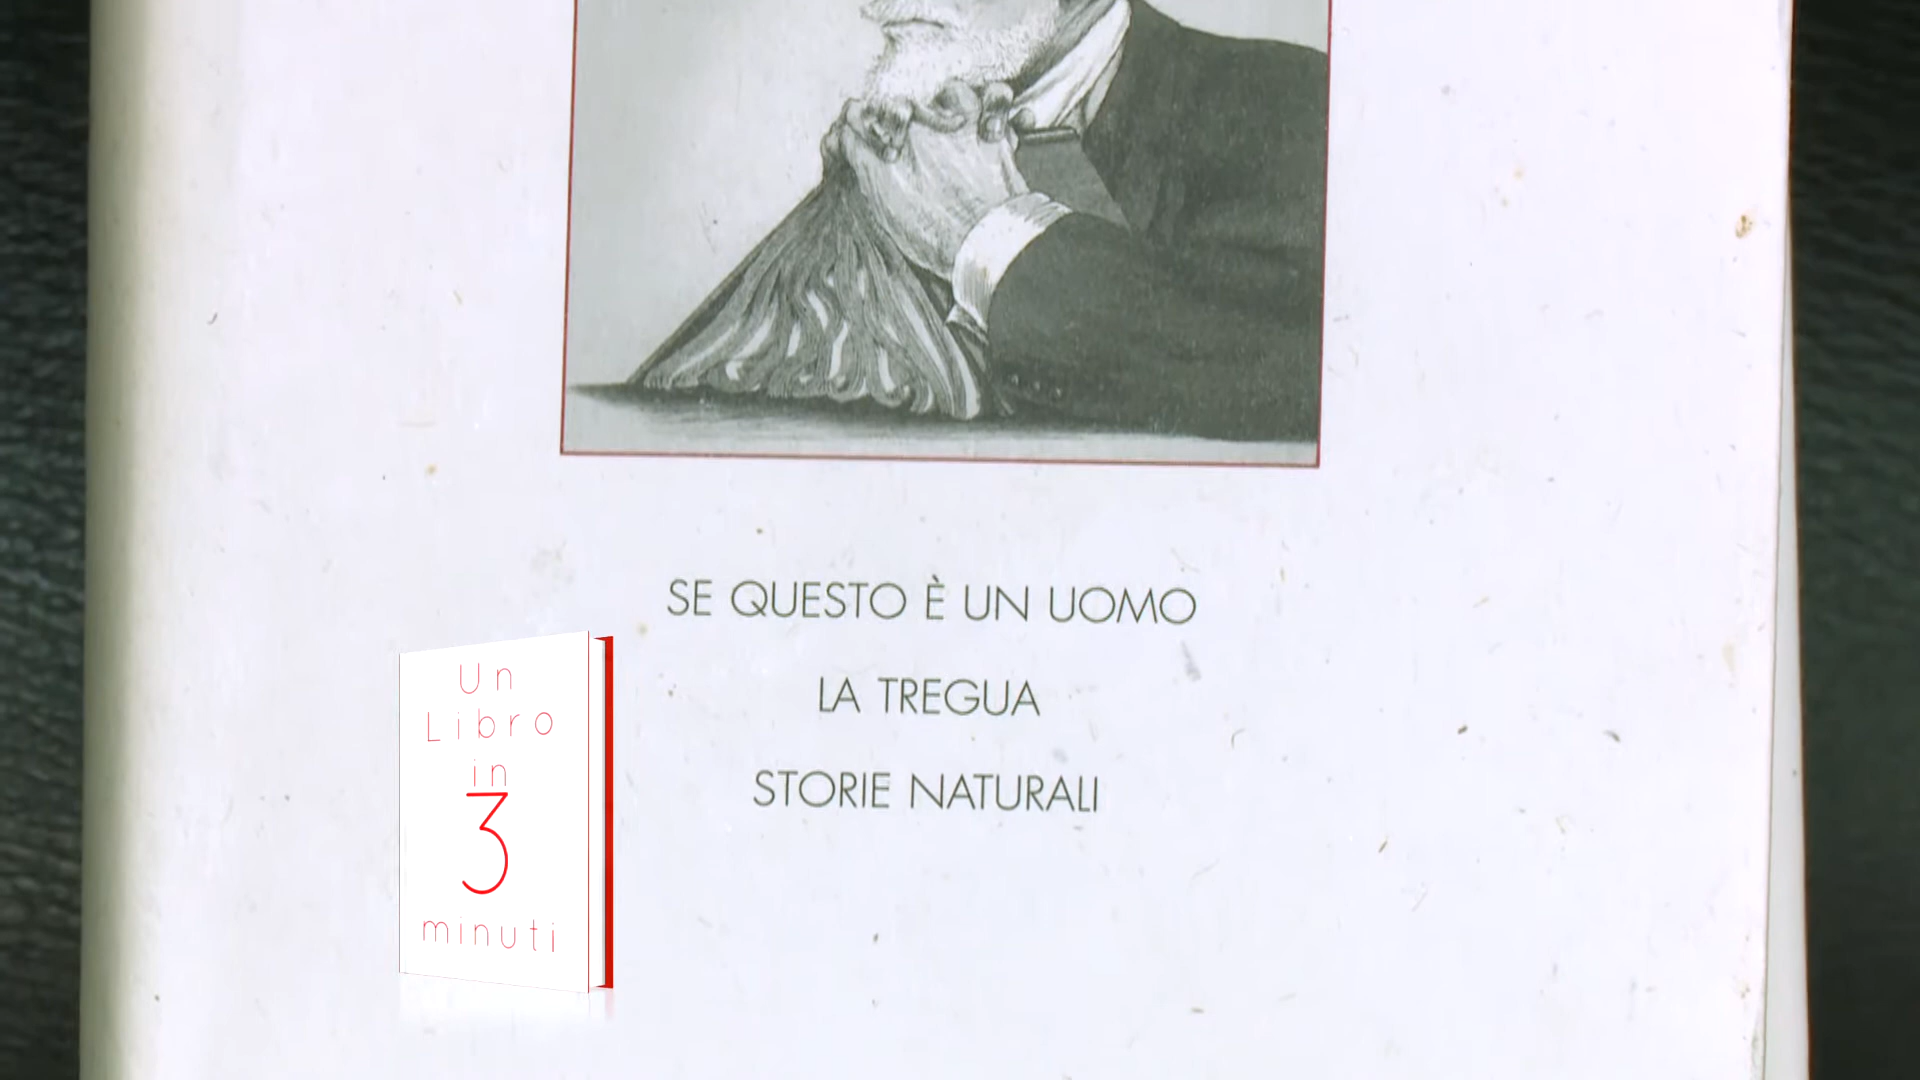 SE QUESTO È UN UOMO
LA TREGUA
STORIE NATURALI
Un
Libro
in
3
minuti